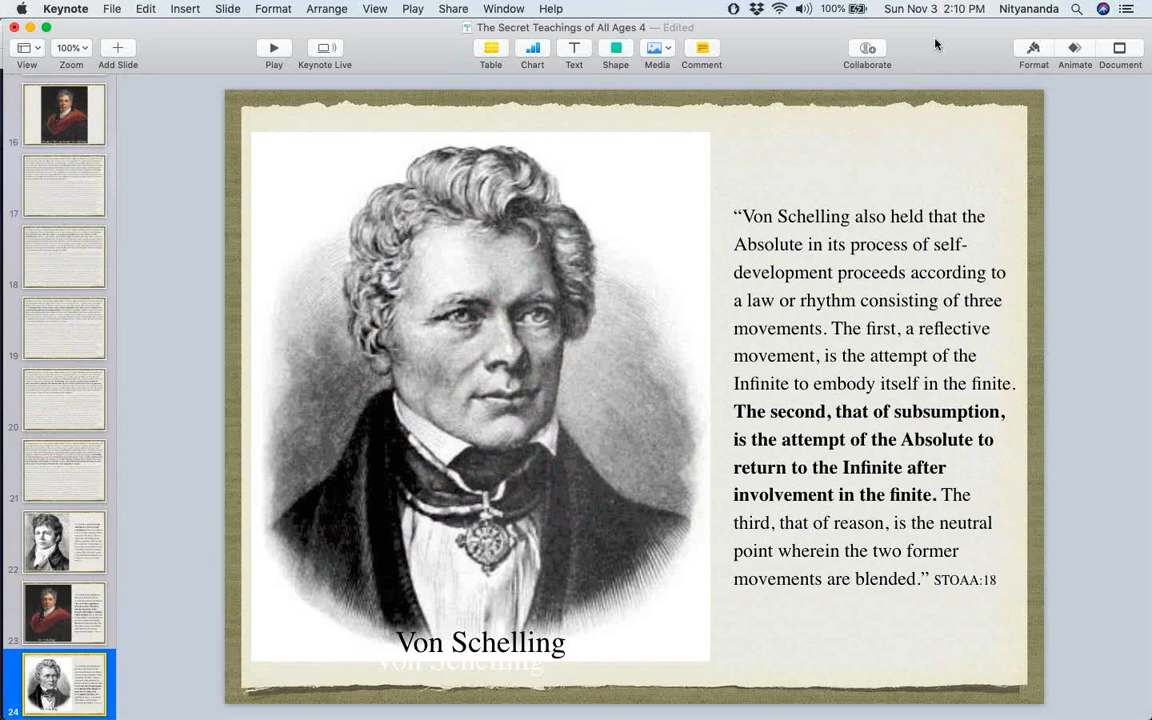 Keynote File Edit Insert Slide Format Arrange View Play Share Window Help 100% Sun Nov 3 2:10 PM Nityananda
The Secret Teachings of All Ages 4 — Edited
100%
View Zoom Add Slide Play Keynote Live Table Chart Text Shape Media Comment Collaborate Format Animate Document
16
17
18
19
20
21
22
23
24
“Von Schelling also held that the
Absolute in its process of self-
development proceeds according to
a law or rhythm consisting of three
movements. The first, a reflective
movement, is the attempt of the
Infinite to embody itself in the finite.
The second, that of subsumption,
is the attempt of the Absolute to
return to the Infinite after
involvement in the finite. The
third, that of reason, is the neutral
point wherein the two former
movements are blended.” STOAA:18
Von Schelling
Von Schelling